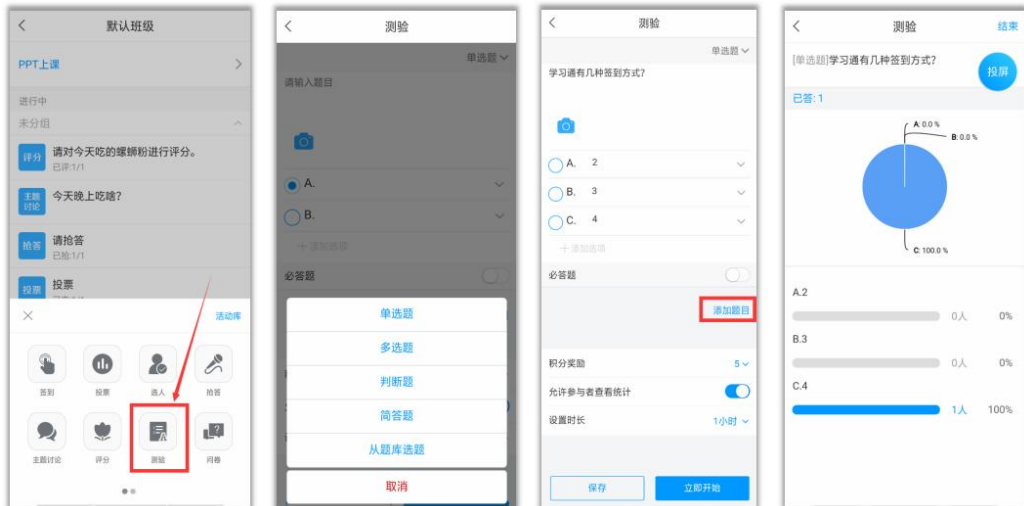 默认班级
PPT上课
进行中
未分组
评分
请对今天吃的螺蛳粉进行评分。
已评:1/1
主题
讨论
今天晚上吃啥?
抢答
请抢答
已抢:1/1
投票
投票
活动库
签到
投票
选人
抢答
主题讨论
评分
测验
问卷
测验
单选题
请输入题目
A.
B.
+添加选项
必答题
单选题
多选题
判断题
简答题
从题库选题
取消
测验
单选题
学习通有几种签到方式?
A. 2
B. 3
C. 4
+添加选项
必答题
添加题目
积分奖励 5
允许参与者查看统计
设置时长 1小时
保存
立即开始
测验
结束
[单选题]学习通有几种签到方式?
投屏
已答: 1
A: 0.0 %
B: 0.0 %
C: 100.0 %
A.2
0人 0%
B.3
0人 0%
C.4
1人 100%